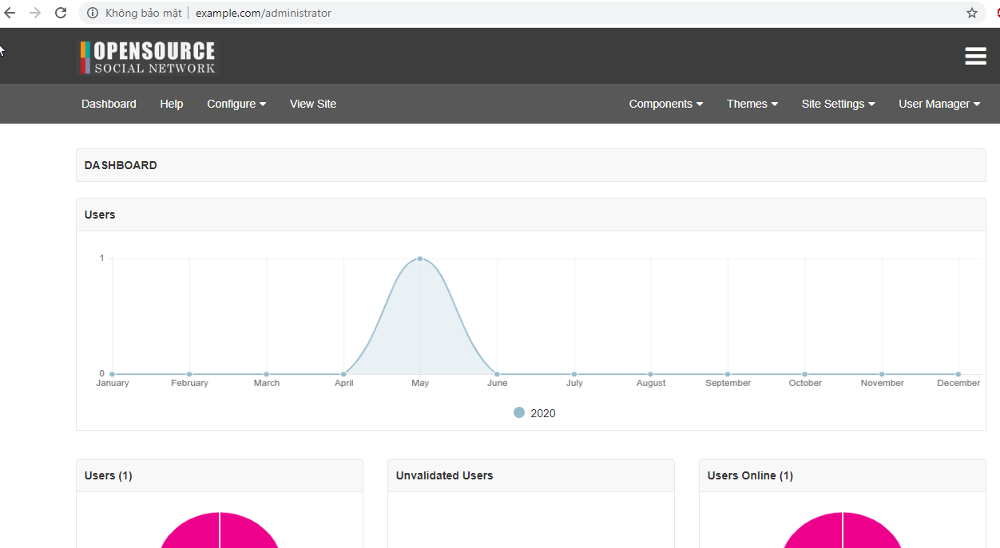 Không bảo mật example.com/administrator
OPENSOURCE
SOCIAL NETWORK
Dashboard Help Configure View Site Components Themes Site Settings User Manager
DASHBOARD
Users
1
0
January February March April May June July August September October November December
2020
Users (1) Unvalidated Users Users Online (1)